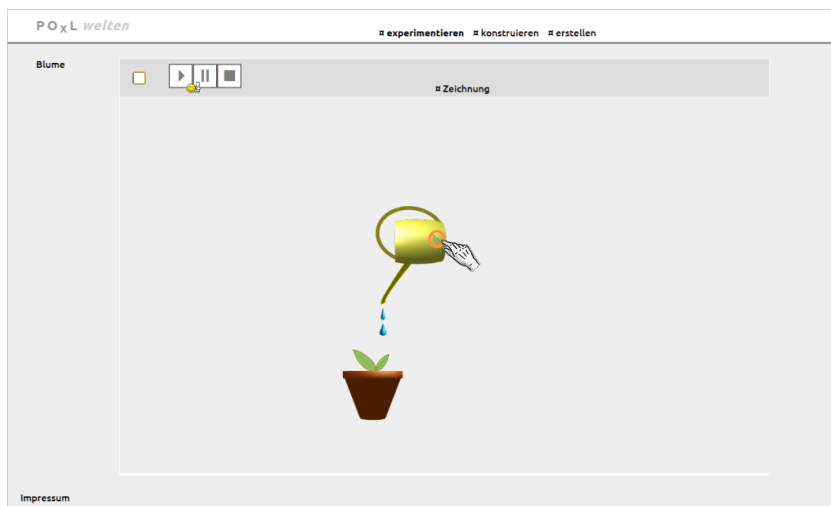 POXL welten
¤ experimentieren ¤ konstruieren ¤ erstellen
Blume
¤ Zeichnung
Impressum